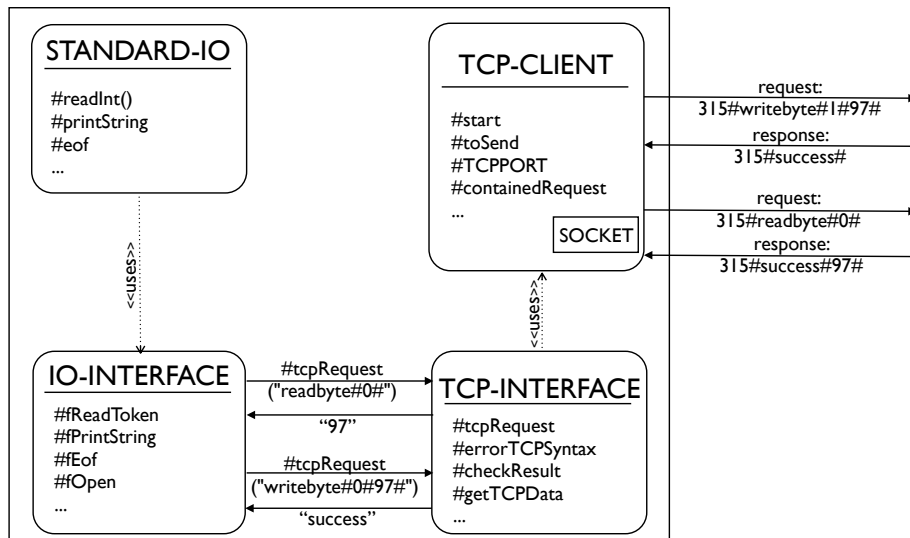 STANDARD-IO
#readInt()
#printString
#eof
...
TCP-CLIENT
#start
#toSend
#TCPPORT
#containedRequest
...
SOCKET
request:
315#writebyte#1#97#
response:
315#success#
request:
315#readbyte#0#
response:
315#success#97#
<<uses>>
<<uses>>
IO-INTERFACE
#fReadToken
#fPrintString
#fEof
#fOpen
...
#tcpRequest
("readbyte#0#")
“97”
#tcpRequest
("writebyte#0#97#")
“success”
TCP-INTERFACE
#tcpRequest
#errorTCPSyntax
#checkResult
#getTCPData
...